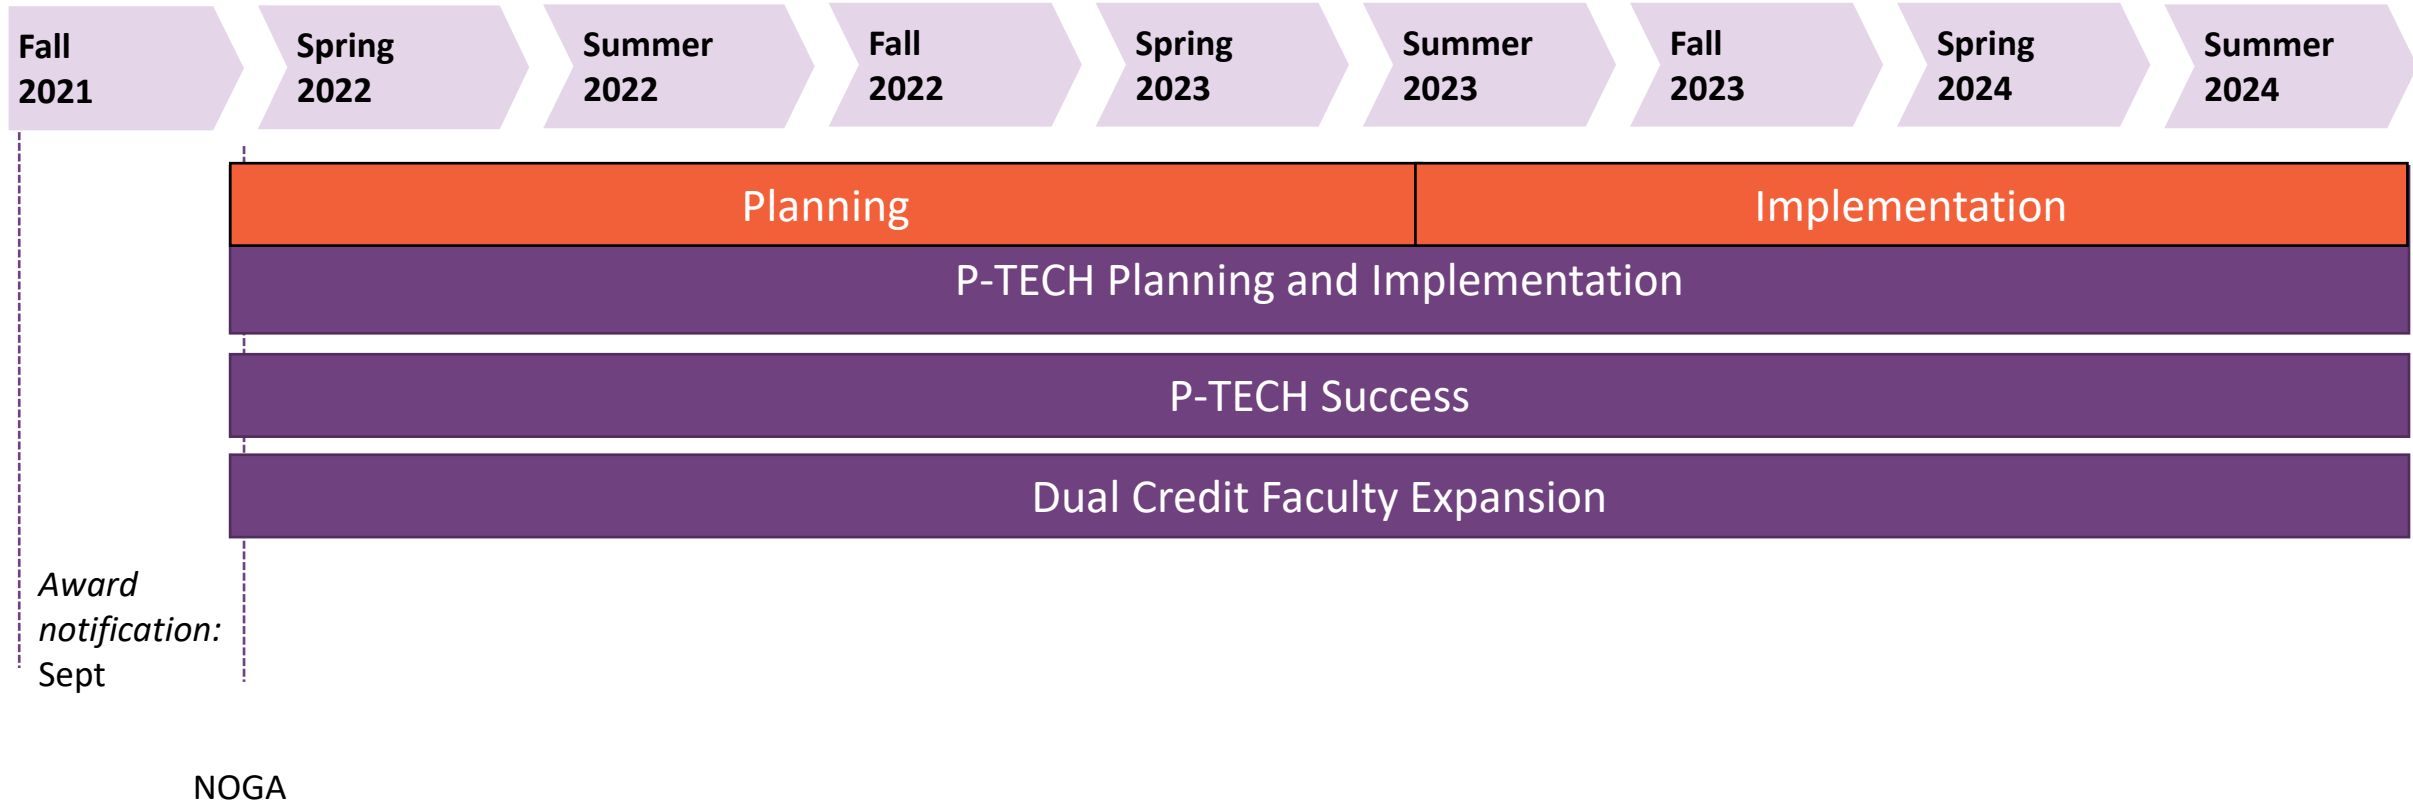 Fall
2021
Spring
2022
Summer
2022
Fall
2022
Spring
2023
Summer
2023
Fall
2023
Spring
2024
Summer
2024
Planning
Implementation
P-TECH Planning and Implementation
P-TECH Success
Dual Credit Faculty Expansion
Award
notification:
Sept
NOGA